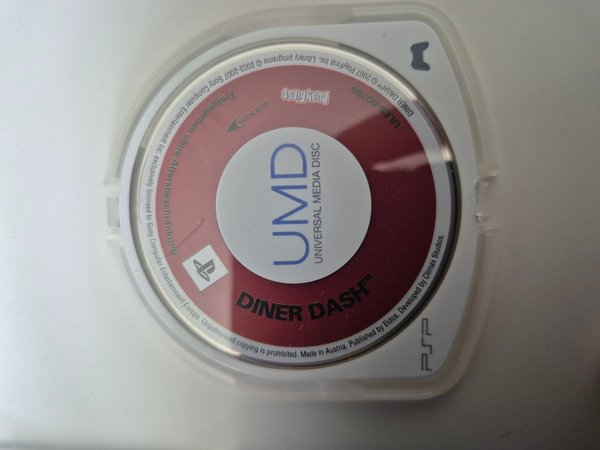 UMD
UNIVERSAL MEDIA DISC
DINER DASH™
PLAYFIRST
eidos
Freigegeben ohne Altersbeschränkung
ULES-00755
DINER DASH™ © 2007 PlayFirst Inc. Library programs © 2003-2007 Sony Computer Entertainment Inc. exclusively licensed to Sony Computer Entertainment Europe. Unauthorised copying is prohibited. Made in Austria. Published by Eidos. Developed by Climax Studios.
PSP